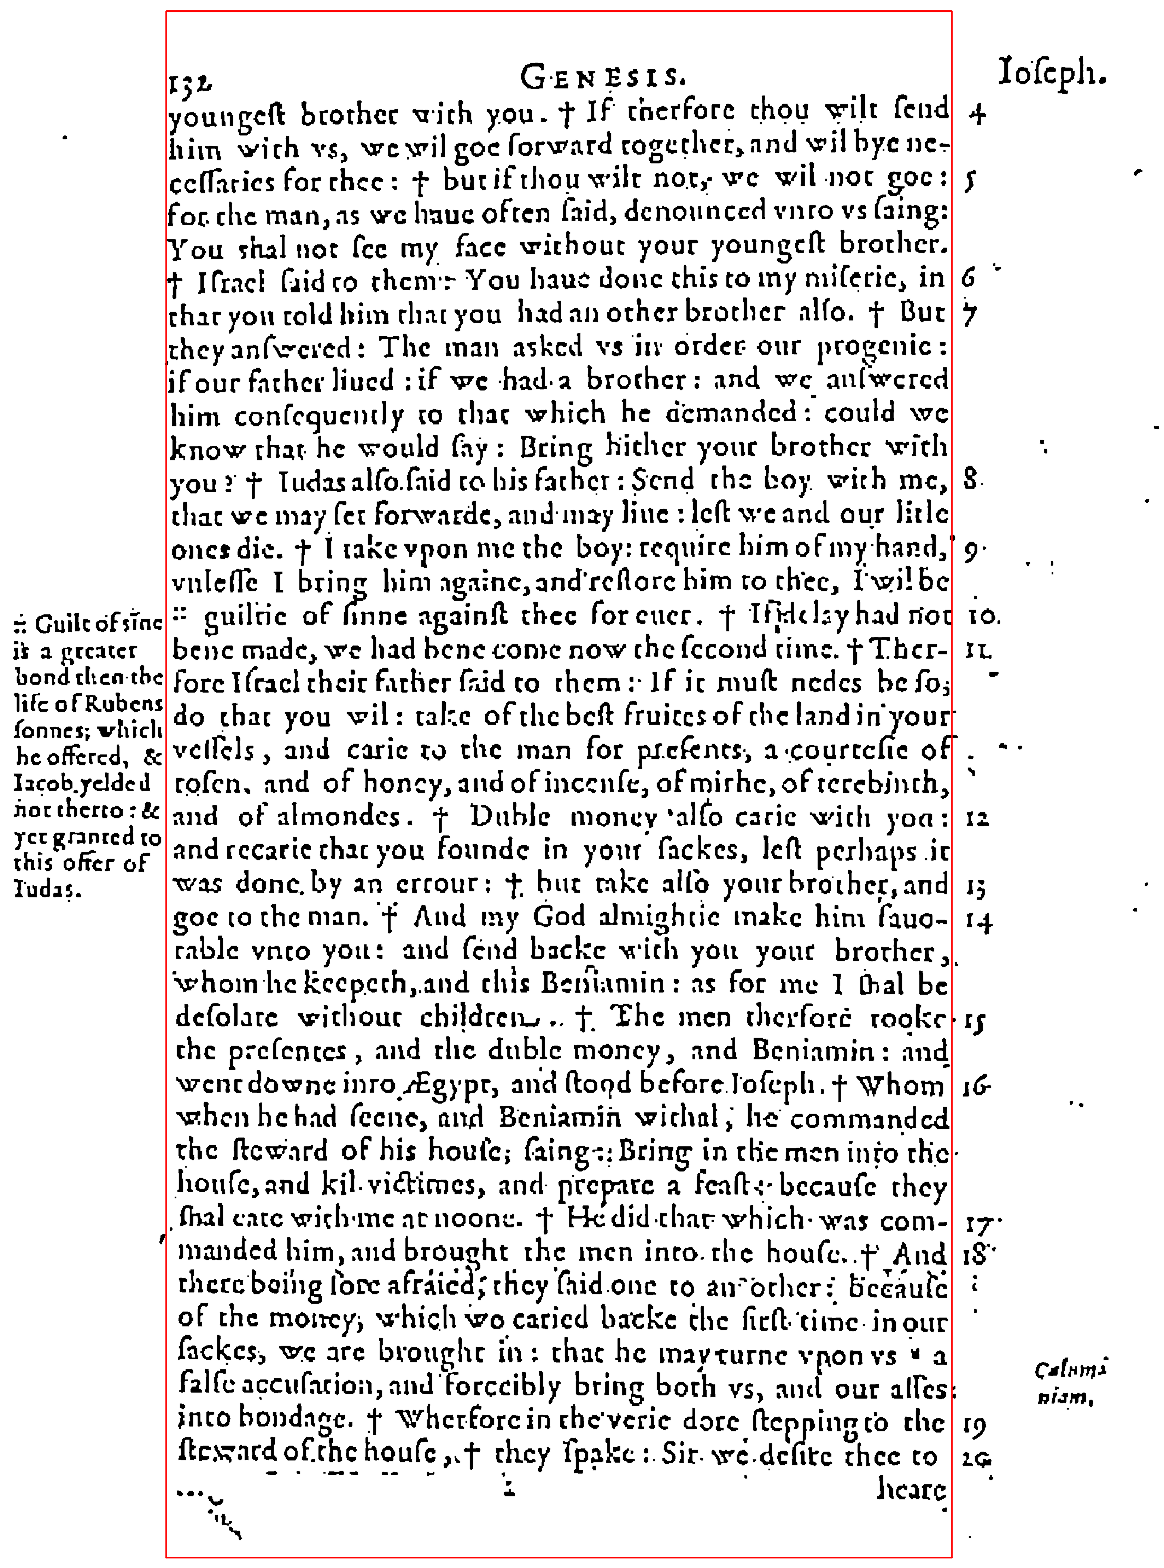 132 GENESIS. Ioſeph.
youngeſt brother with you. † If therfore thou wilt ſend 4
him with vs, we wil goe forward together, and wil bye ne-
ceſſaries for thee: † but if thou wilt not, we wil not goe: 5
for the man, as we haue often ſaid, denounced vnto vs ſaing:
You shal not ſee my face without your youngeſt brother.
† Iſrael ſaid to them: You haue done this to my miſerie, in 6
that you told him that you had an other brother alſo. † But 7
they anſwered: The man asked vs in order our progenie:
if our father liued: if we had a brother: and we anſwered
him conſequently to that which he demanded: could we
know that he would ſay: Bring hither your brother with
you? † Iudas alſo ſaid to his father: Send the boy with me, 8
that we may ſet forwarde, and may liue: leſt we and our litle
ones die. † I take vpon me the boy: require him of my hand, 9
vnleſſe I bring him againe, and reſtore him to thee, I wil be
:: guiltie of ſinne againſt thee for euer. † If delay had not 10.
bene made, we had bene come now the ſecond time. † Ther- 11
fore Iſrael their father ſaid to them: If it muſt nedes be ſo,
do that you wil: take of the beſt fruites of the land in your
veſſels, and carie to the man for preſents, a courteſie of
roſen, and of honey, and of incenſe, of mirhe, of terebinth,
and of almondes. † Duble money alſo carie with you: 12
and recarie that you founde in your ſackes, leſt perhaps it
was done by an errour: † but take alſo your brother, and 13
goe to the man. † And my God almightie make him fauo- 14
rable vnto you: and ſend backe with you your brother,
whom he keepeth, and this Beniamin: as for me I ſhal be
deſolate without children. † The men therfore tooke 15
the preſentes, and the duble money, and Beniamin: and
went downe into Ægypt, and ſtood before Ioſeph. † Whom 16
when he had ſeene, and Beniamin withal, he commanded
the ſteward of his houſe, ſaing: Bring in the men into the
houſe, and kil victimes, and prepare a feaſt: becauſe they
ſhal eate with me at noone. † He did that which was com- 17
manded him, and brought the men into the houſe. † And 18
there being ſore afraied, they ſaid one to an other: Becauſe
of the money, which we caried backe the firſt time in our
ſackes, we are brought in: that he may turne vpon vs " a
falſe accuſation, and forceibly bring both vs, and our aſſes
into bondage. † Wherfore in the verie dore ſtepping to the 19
ſteward of the houſe, † they ſpake: Sir we deſire thee to 20
heare
:: Guilt of ſine
is a greater
bond then the
life of Rubens
ſonnes; which
he offered, &
Iacob yelded
not therto: &
yet granted to
this offer of
Iudas.
Calumniam,